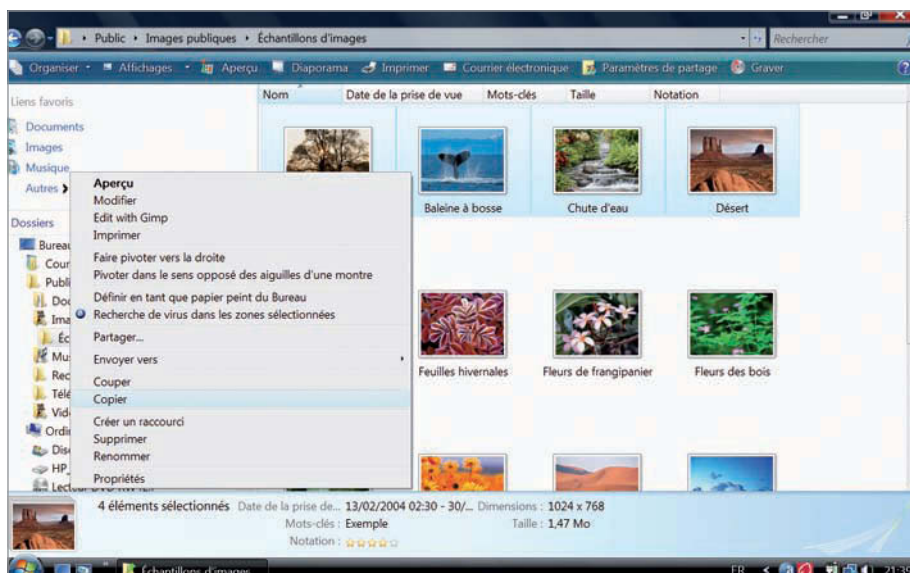 Public ▸ Images publiques ▸ Échantillons d'images
Rechercher
Organiser Affichages Aperçu Diaporama Imprimer Courrier électronique Paramètres de partage Graver
Liens favoris
Documents
Images
Musique
Autres
Nom Date de la prise de vue Mots-clés Taille Notation
Baleine à bosse Chute d'eau Désert
Dossiers
Aperçu
Modifier
Edit with Gimp
Imprimer
Faire pivoter vers la droite
Pivoter dans le sens opposé des aiguilles d'une montre
Définir en tant que papier peint du Bureau
Recherche de virus dans les zones sélectionnées
Partager...
Envoyer vers
Couper
Copier
Créer un raccourci
Supprimer
Renommer
Propriétés
Feuilles hivernales Fleurs de frangipanier Fleurs des bois
4 éléments sélectionnés Date de la prise de... 13/02/2004 02:30 - 30/... Dimensions : 1024 x 768
Mots-clés : Exemple Taille : 1,47 Mo
Notation :
Échantillons d'images FR 21:39